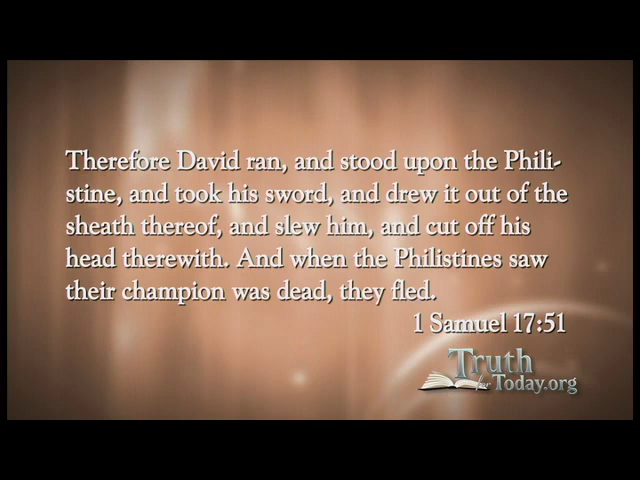 Therefore David ran, and stood upon the Phili-
stine, and took his sword, and drew it out of the
sheath thereof, and slew him, and cut off his
head therewith. And when the Philistines saw
their champion was dead, they fled.
1 Samuel 17:51
Truth
for Today.org